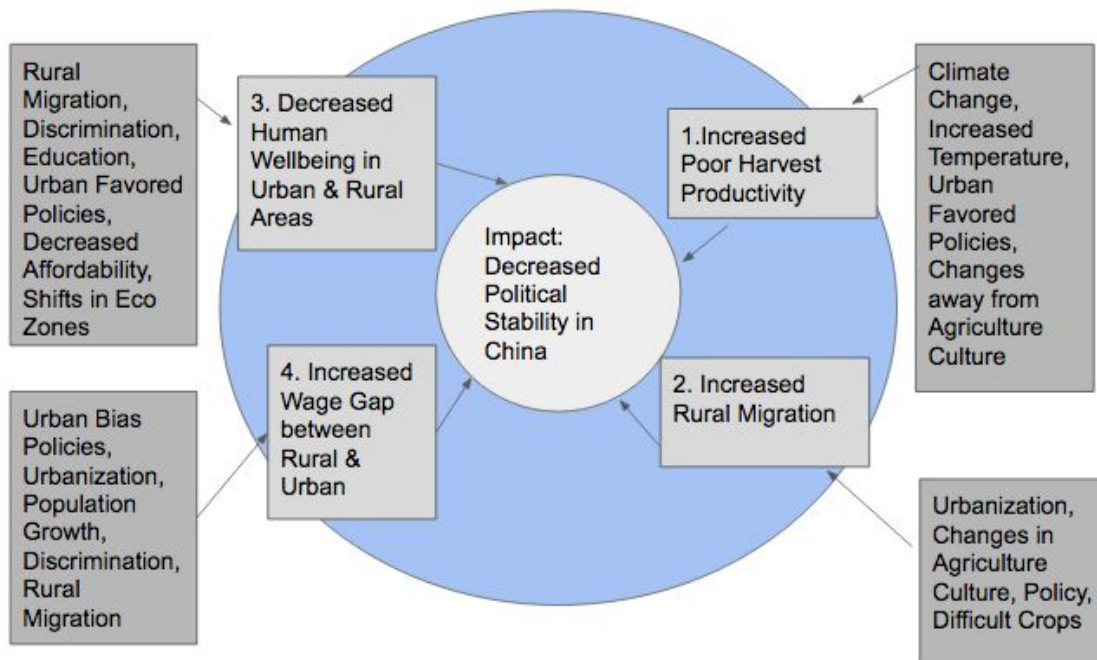 Rural
Migration,
Discrimination,
Education,
Urban Favored
Policies,
Decreased
Affordability,
Shifts in Eco
Zones
3. Decreased
Human
Wellbeing in
Urban & Rural
Areas
1.Increased
Poor Harvest
Productivity
Climate
Change,
Increased
Temperature,
Urban
Favored
Policies,
Changes
away from
Agriculture
Culture
Impact:
Decreased
Political
Stability in
China
Urban Bias
Policies,
Urbanization,
Population
Growth,
Discrimination,
Rural
Migration
4. Increased
Wage Gap
between
Rural &
Urban
2. Increased
Rural Migration
Urbanization,
Changes in
Agriculture
Culture, Policy,
Difficult Crops